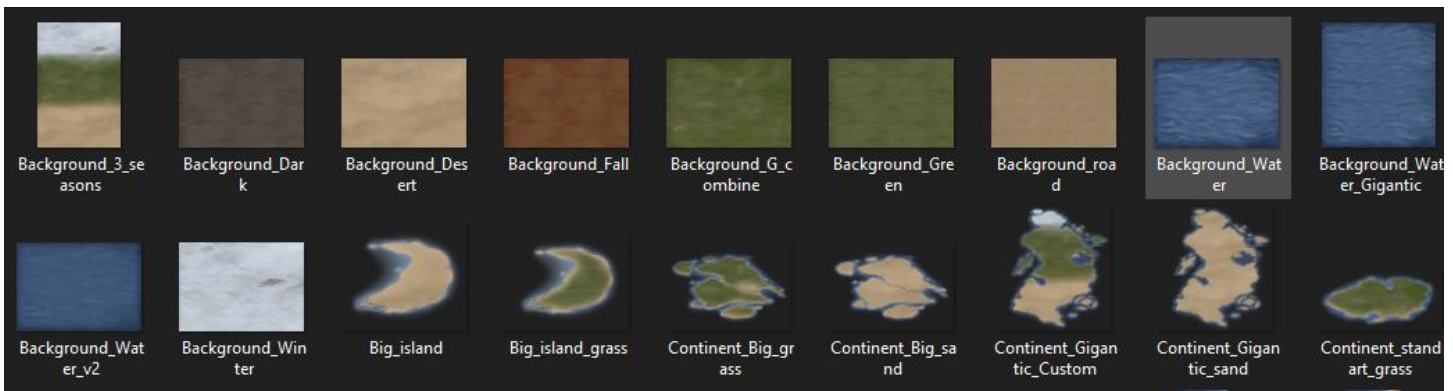 Background_3_se
asons
Background_Dar
k
Background_Des
ert
Background_Fall
Background_G_c
ombine
Background_Gre
en
Background_roa
d
Background_Wat
er
Background_Wat
er_Gigantic
Background_Wat
er_v2
Background_Win
ter
Big_island
Big_island_grass
Continent_Big_gr
ass
Continent_Big_sa
nd
Continent_Gigan
tic_Custom
Continent_Gigan
tic_sand
Continent_stand
art_grass